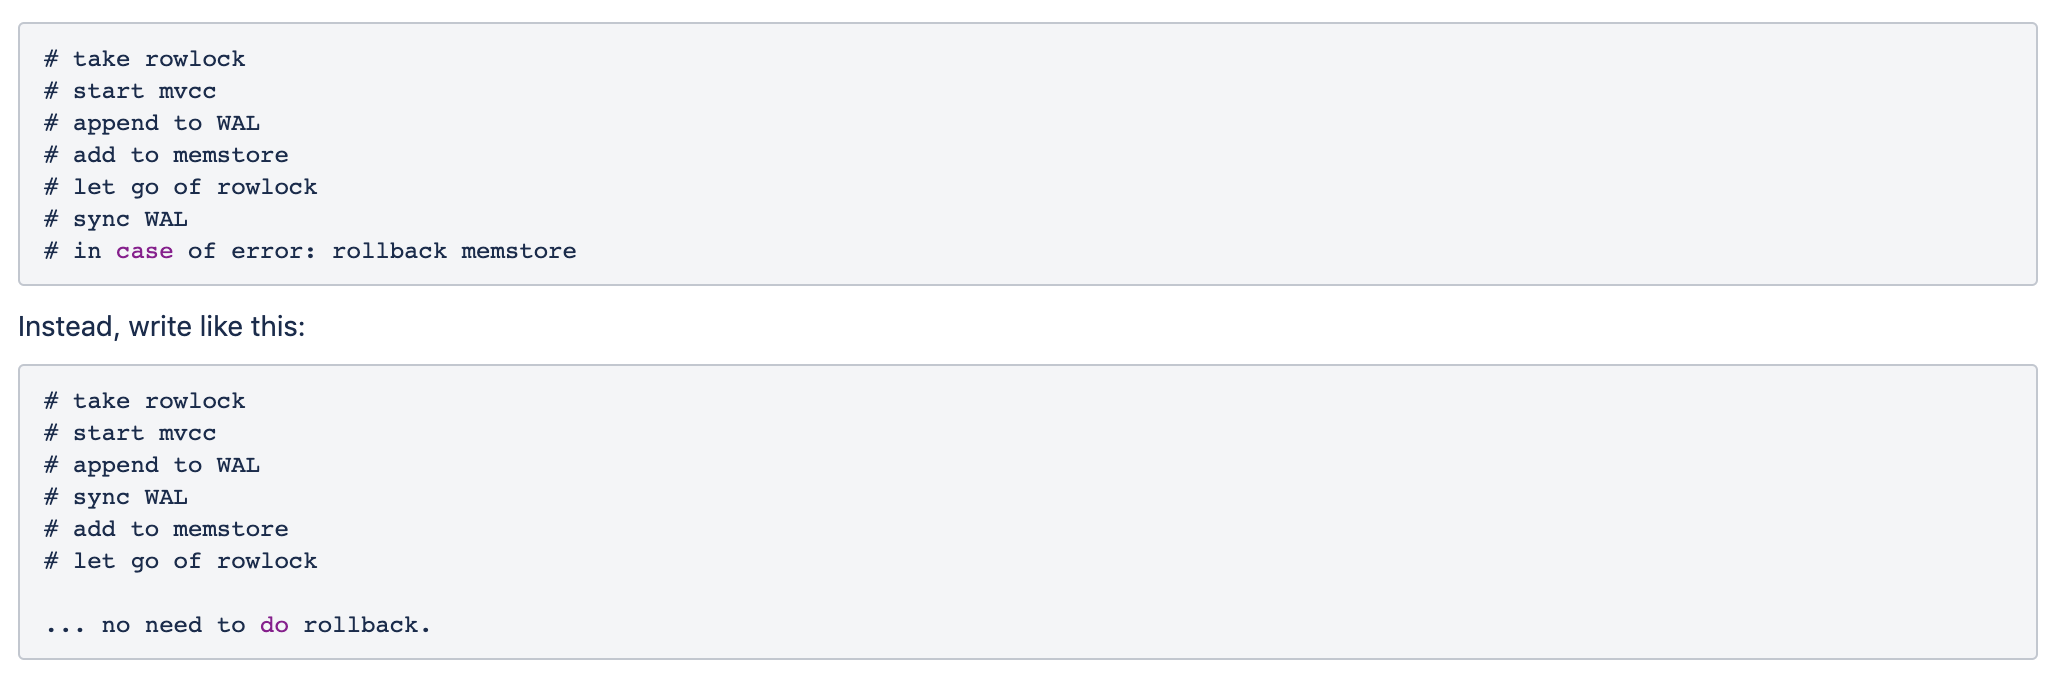 # take rowlock
# start mvcc
# append to WAL
# add to memstore
# let go of rowlock
# sync WAL
# in case of error: rollback memstore
Instead, write like this:
# take rowlock
# start mvcc
# append to WAL
# sync WAL
# add to memstore
# let go of rowlock
... no need to do rollback.